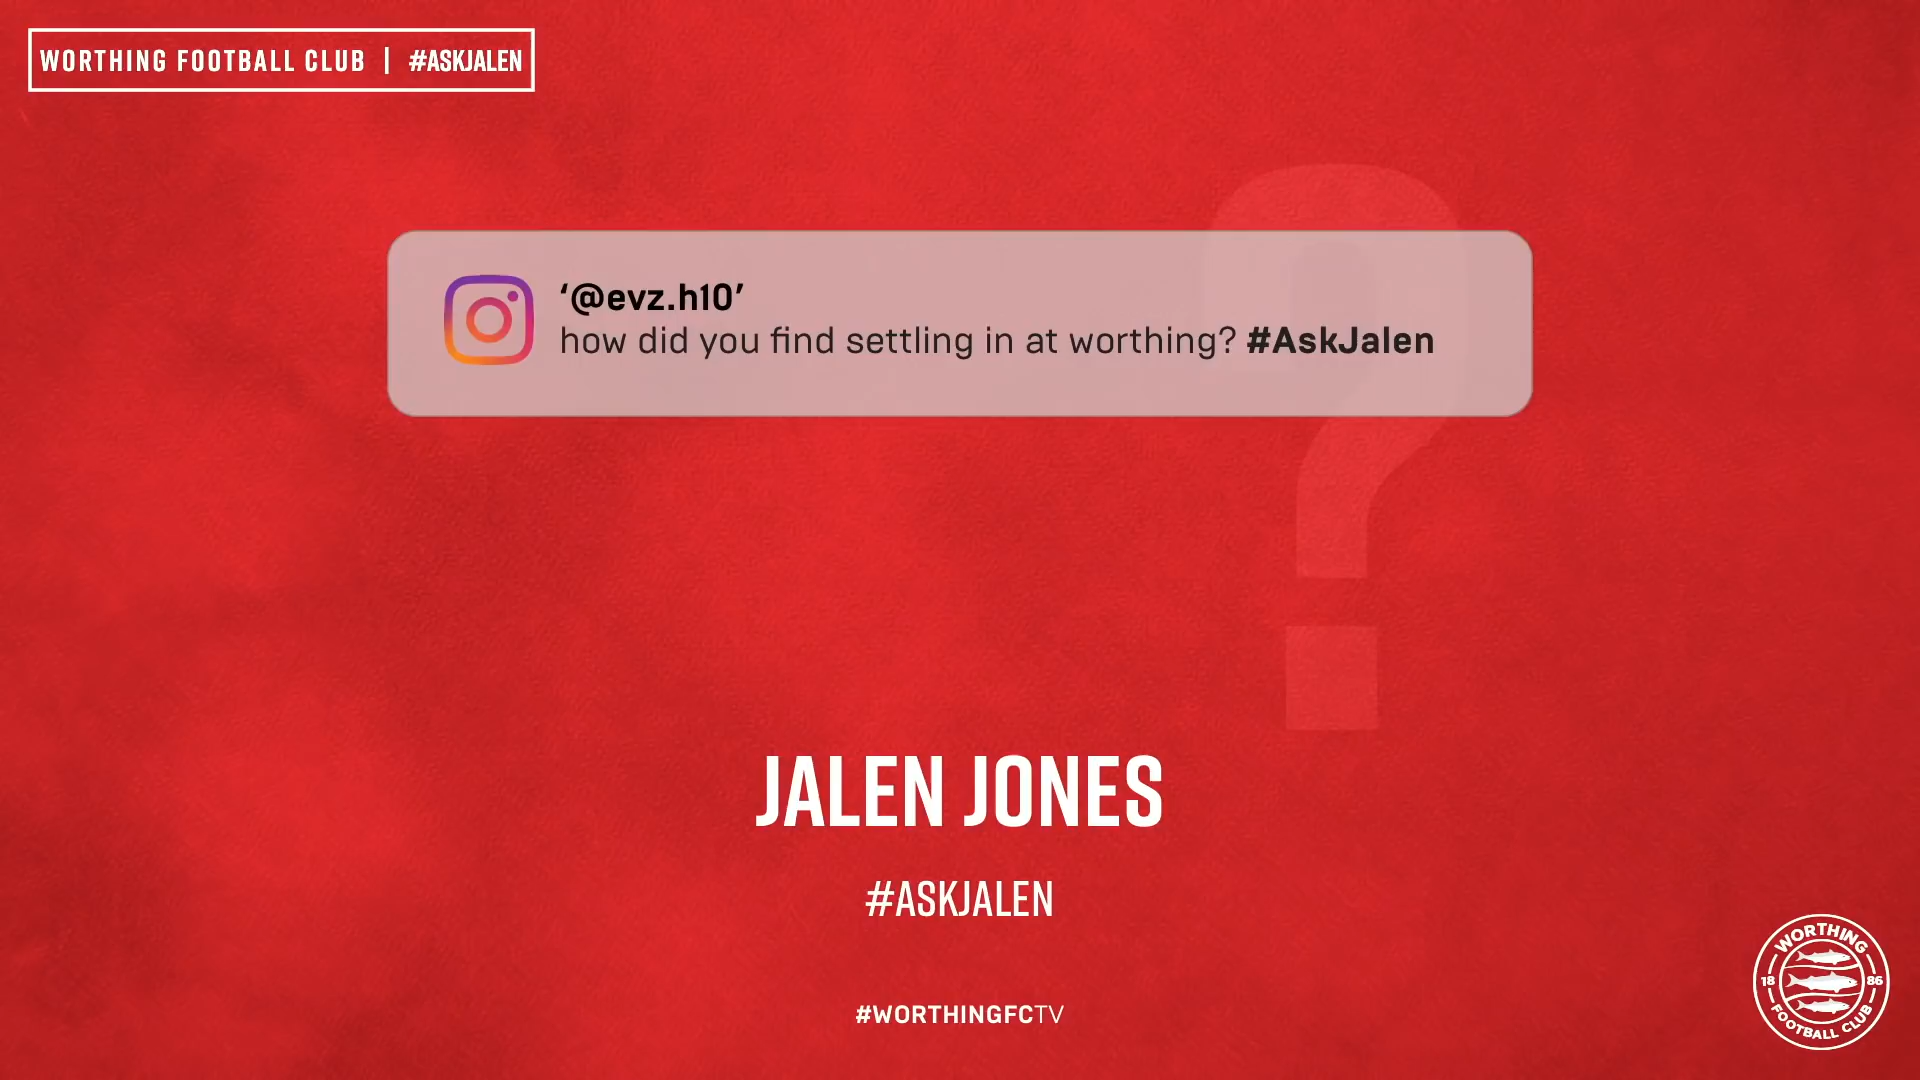 WORTHING FOOTBALL CLUB | #ASKJALEN
‘@evz.h10’
how did you find settling in at worthing? #AskJalen
?
JALEN JONES
#ASKJALEN
#WORTHINGFCTV
WORTHING
18 86
FOOTBALL CLUB